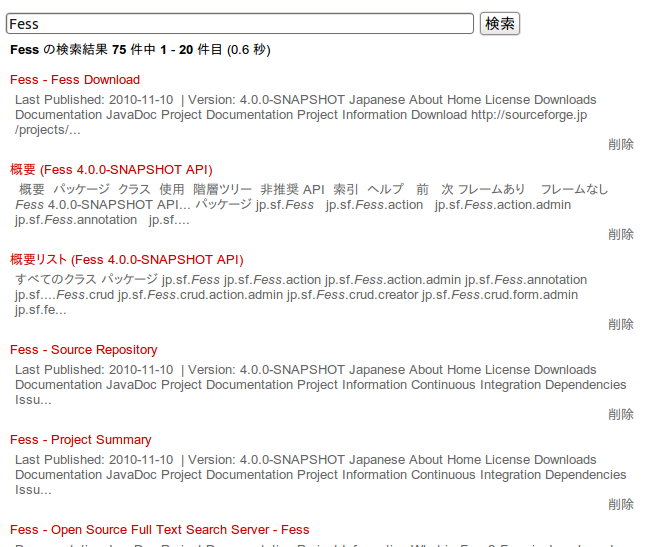 Fess 検索
Fess の検索結果 75 件中 1 - 20 件目 (0.6 秒)
Fess - Fess Download
Last Published: 2010-11-10 | Version: 4.0.0-SNAPSHOT Japanese About Home License Downloads
Documentation JavaDoc Project Documentation Project Information Download http://sourceforge.jp
/projects/...
削除
概要 (Fess 4.0.0-SNAPSHOT API)
概要 パッケージ クラス 使用 階層ツリー 非推奨 API 索引 ヘルプ 前 次 フレームあり フレームなし
Fess 4.0.0-SNAPSHOT API... パッケージ jp.sf.Fess jp.sf.Fess.action jp.sf.Fess.action.admin
jp.sf.Fess.annotation jp.sf....
削除
概要リスト (Fess 4.0.0-SNAPSHOT API)
すべてのクラス パッケージ jp.sf.Fess jp.sf.Fess.action jp.sf.Fess.action.admin jp.sf.Fess.annotation
jp.sf....Fess.crud jp.sf.Fess.crud.action.admin jp.sf.Fess.crud.creator jp.sf.Fess.crud.form.admin
jp.sf.fe...
削除
Fess - Source Repository
Last Published: 2010-11-10 | Version: 4.0.0-SNAPSHOT Japanese About Home License Downloads
Documentation JavaDoc Project Documentation Project Information Continuous Integration Dependencies
Issu...
削除
Fess - Project Summary
Last Published: 2010-11-10 | Version: 4.0.0-SNAPSHOT Japanese About Home License Downloads
Documentation JavaDoc Project Documentation Project Information Continuous Integration Dependencies
Issu...
削除
Fess - Open Source Full Text Search Server - Fess